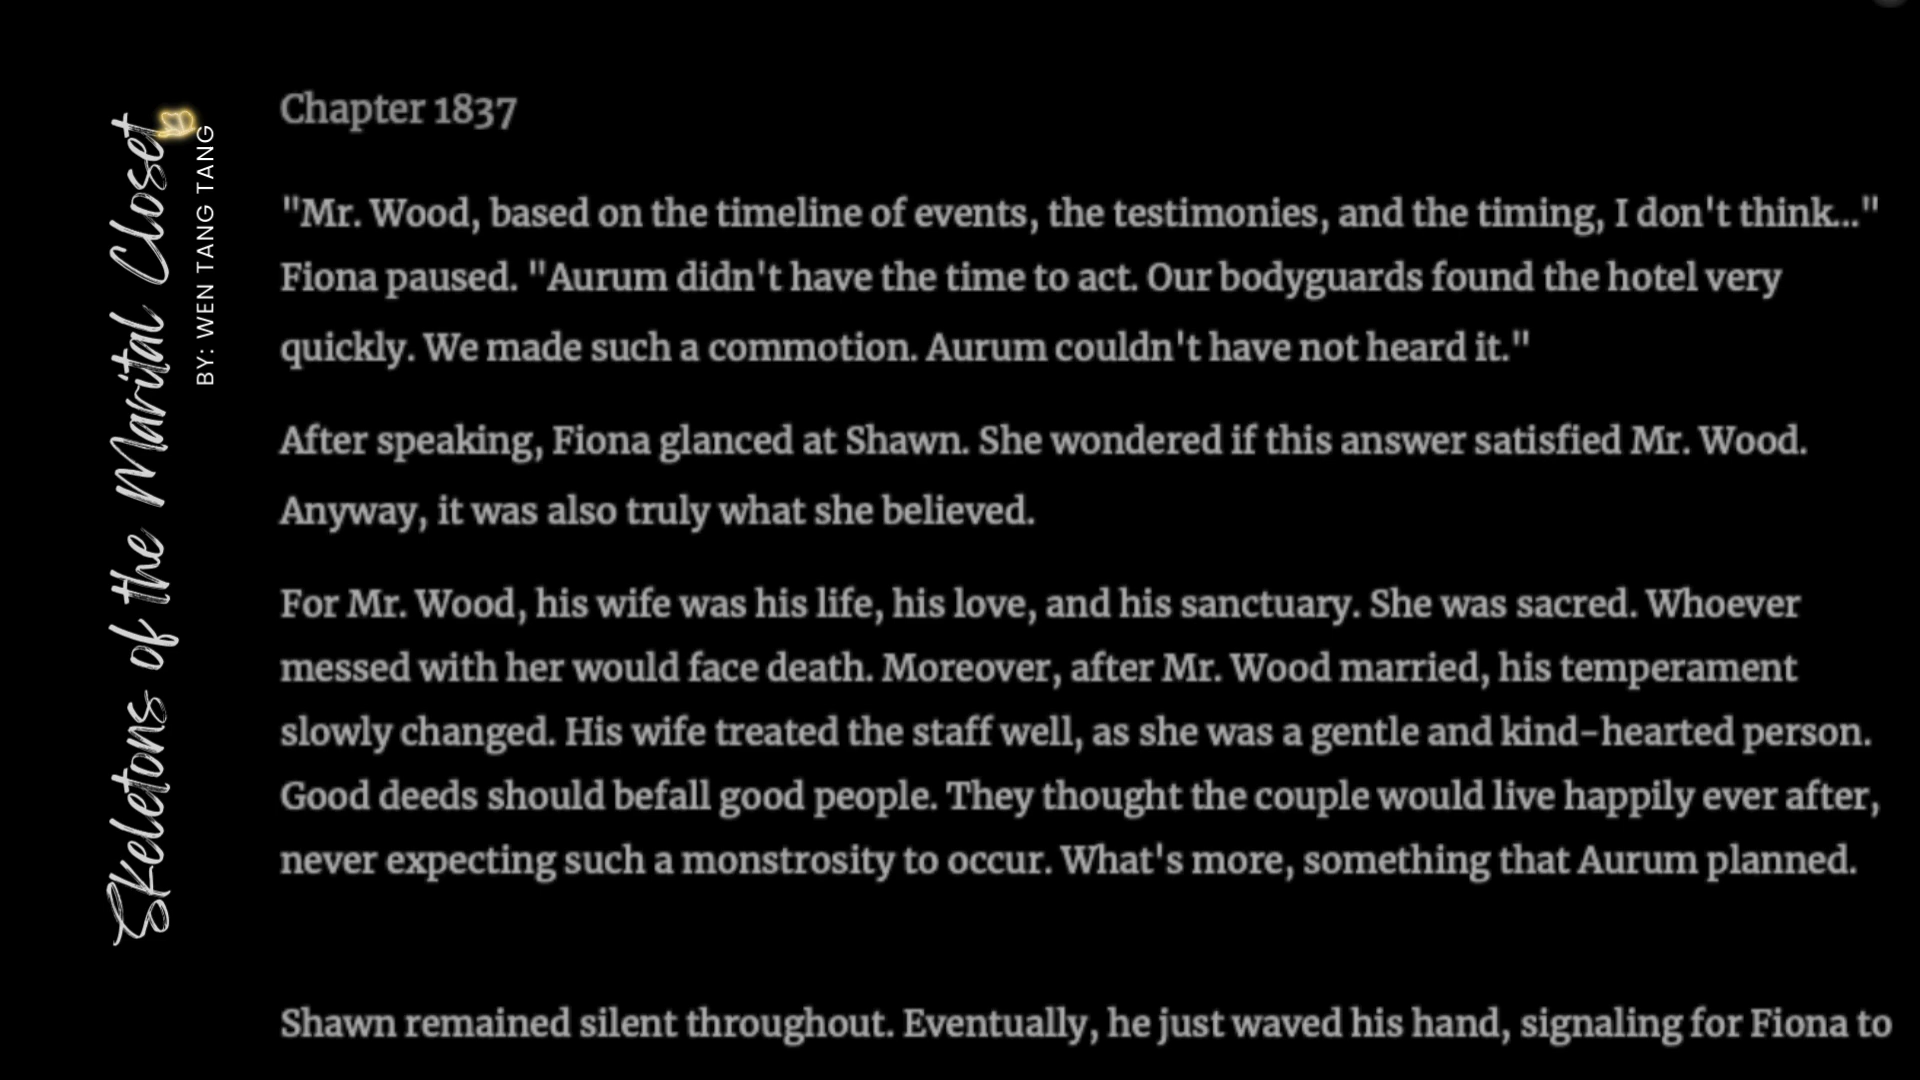 Skeletons of the Marital Closet
BY: WEN TANG TANG
Chapter 1837
"Mr. Wood, based on the timeline of events, the testimonies, and the timing, I don't think..."
Fiona paused. "Aurum didn't have the time to act. Our bodyguards found the hotel very
quickly. We made such a commotion. Aurum couldn't have not heard it."
After speaking, Fiona glanced at Shawn. She wondered if this answer satisfied Mr. Wood.
Anyway, it was also truly what she believed.
For Mr. Wood, his wife was his life, his love, and his sanctuary. She was sacred. Whoever
messed with her would face death. Moreover, after Mr. Wood married, his temperament
slowly changed. His wife treated the staff well, as she was a gentle and kind-hearted person.
Good deeds should befall good people. They thought the couple would live happily ever after,
never expecting such a monstrosity to occur. What's more, something that Aurum planned.
Shawn remained silent throughout. Eventually, he just waved his hand, signaling for Fiona to